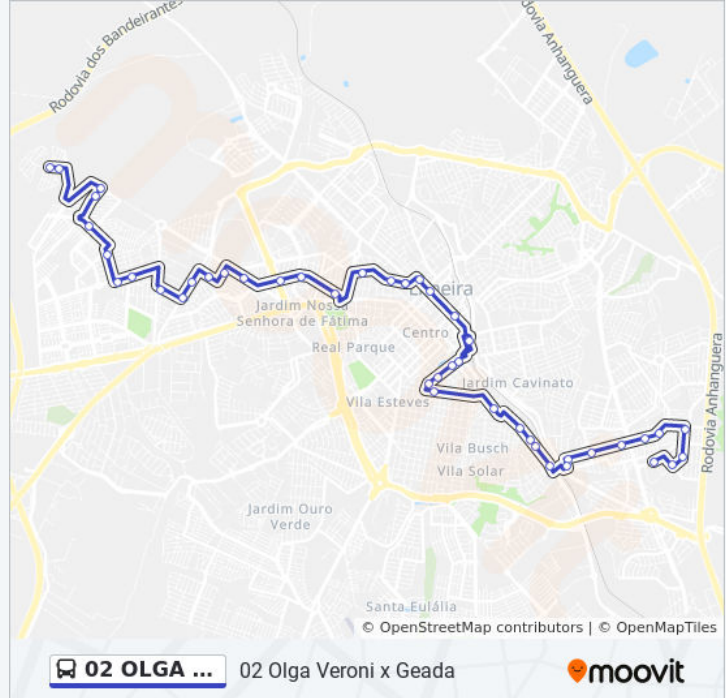 Rodovia dos Bandeirantes
Rodovia Anhanguera
Limeira
Jardim Nossa
Senhora de Fátima
Centro
Real Parque
Jardim Cavinato
Vila Esteves
Rodovia Anhanguera
Vila Busch
Vila Solar
Jardim Ouro
Verde
Santa Eulália
© OpenStreetMap contributors | © OpenMapTiles
02 OLGA ...
02 Olga Veroni x Geada
moovit